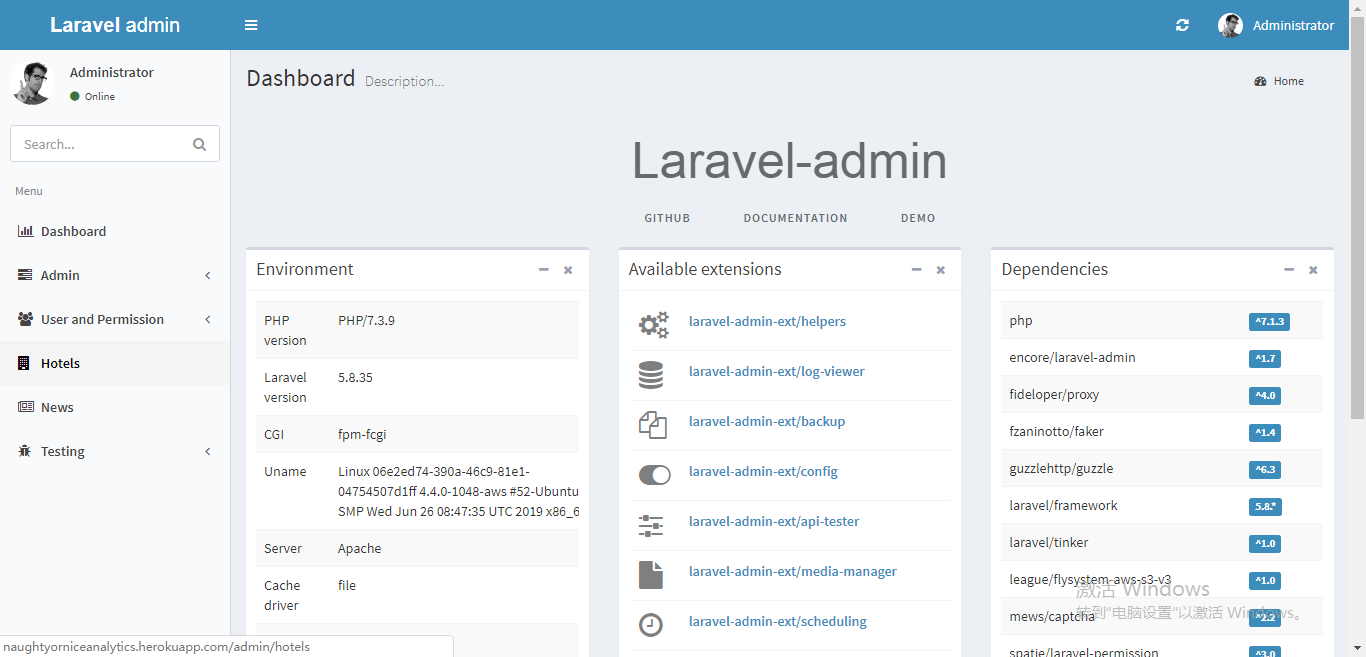 Laravel admin
Administrator
Administrator
Online
Search...
Menu
Dashboard
Admin
User and Permission
Hotels
News
Testing
Dashboard Description...
Home
Laravel-admin
GITHUB DOCUMENTATION DEMO
Environment
PHP version PHP/7.3.9
Laravel version 5.8.35
CGI fpm-fcgi
Uname Linux 06e2ed74-390a-46c9-81e1-
04754507d1ff 4.4.0-1048-aws #52-Ubuntu
SMP Wed Jun 26 08:47:35 UTC 2019 x86_6
Server Apache
Cache driver file
Available extensions
laravel-admin-ext/helpers
laravel-admin-ext/log-viewer
laravel-admin-ext/backup
laravel-admin-ext/config
laravel-admin-ext/api-tester
laravel-admin-ext/media-manager
laravel-admin-ext/scheduling
Dependencies
php ^7.1.3
encore/laravel-admin ^1.7
fideloper/proxy ^4.0
fzaninotto/faker ^1.4
guzzlehttp/guzzle ^6.3
laravel/framework 5.8.*
laravel/tinker ^1.0
league/flysystem-aws-s3-v3 ^1.0
mews/captcha ^2.2
spatie/laravel-permission ^3.0
激活 Windows
转到"电脑设置"以激活 Windows。
naughtyorniceanalytics.herokuapp.com/admin/hotels